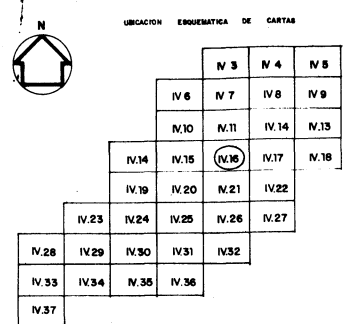 UBICACION ESQUEMATICA DE CARTAS
N
IV 3 IV 4 IV 5
IV 6 IV 7 IV 8 IV 9
IV.10 IV.11 IV.14 IV.13
IV.14 IV.15 IV.16 IV.17 IV.18
IV.19 IV.20 IV.21 IV.22
IV.23 IV.24 IV.25 IV.26 IV.27
IV.28 IV.29 IV.30 IV.31 IV.32
IV.33 IV.34 IV.35 IV.36
IV.37